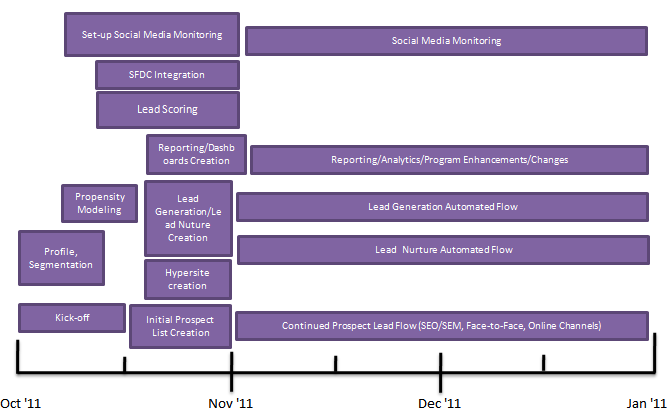 Set-up Social Media Monitoring
Social Media Monitoring
SFDC Integration
Lead Scoring
Reporting/Dashb
oards Creation
Reporting/Analytics/Program Enhancements/Changes
Propensity
Modeling
Lead
Generation/Le
ad Nuture
Creation
Lead Generation Automated Flow
Profile,
Segmentation
Lead Nurture Automated Flow
Hypersite
creation
Kick-off
Initial Prospect
List Creation
Continued Prospect Lead Flow (SEO/SEM, Face-to-Face, Online Channels)
Oct '11
Nov '11
Dec '11
Jan '11